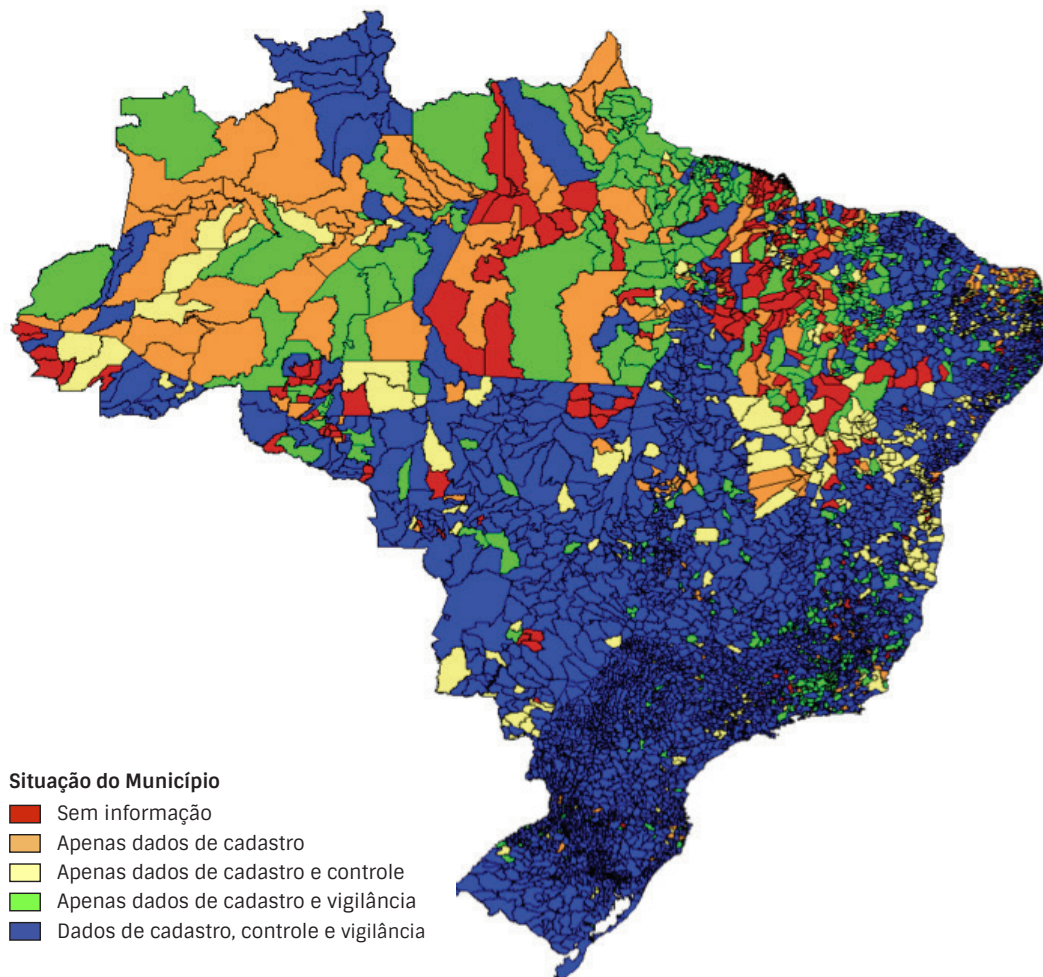 Situação do Município
Sem informação
Apenas dados de cadastro
Apenas dados de cadastro e controle
Apenas dados de cadastro e vigilância
Dados de cadastro, controle e vigilância